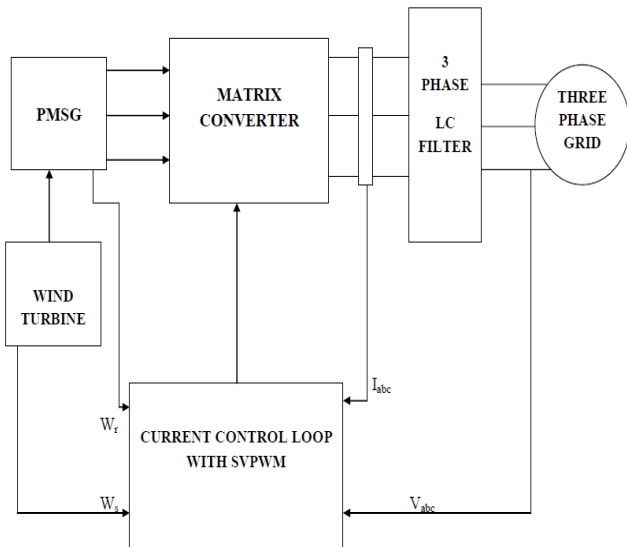 PMSG
MATRIX
CONVERTER
3
PHASE
LC
FILTER
THREE
PHASE
GRID
WIND
TURBINE
Iabc
Wr
CURRENT CONTROL LOOP
WITH SVPWM
Ws
Vabc